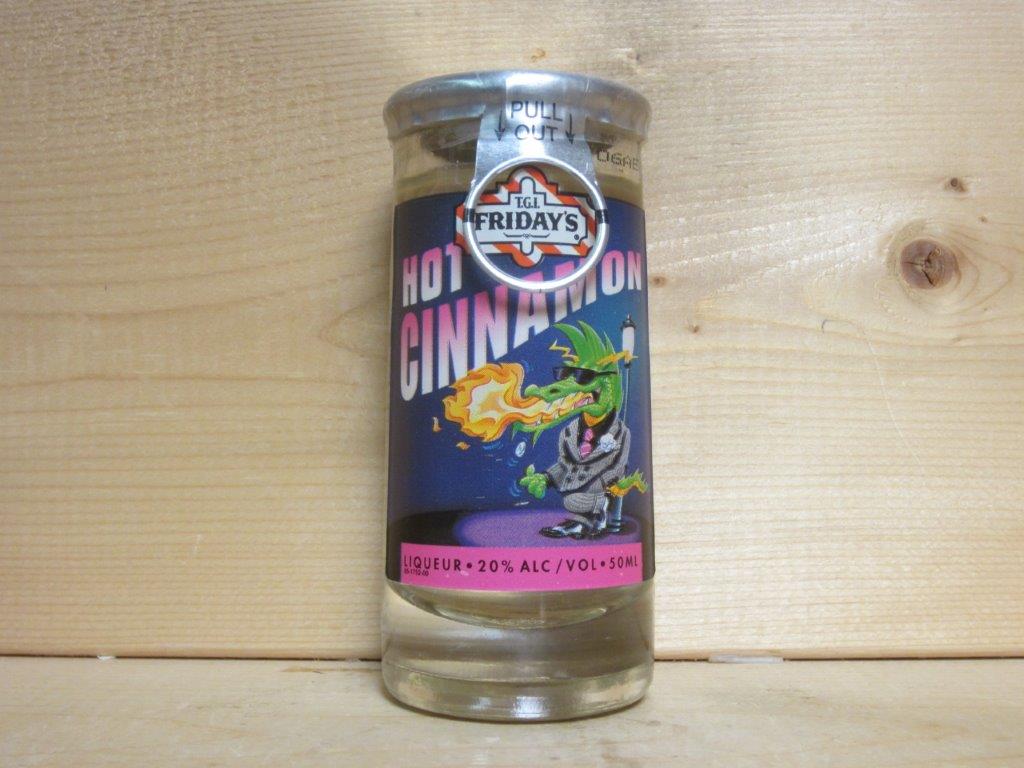 PULL
OUT
T.G.I.
FRIDAY'S
HOT
CINNAMON
LIQUEUR • 20% ALC/VOL • 50ML